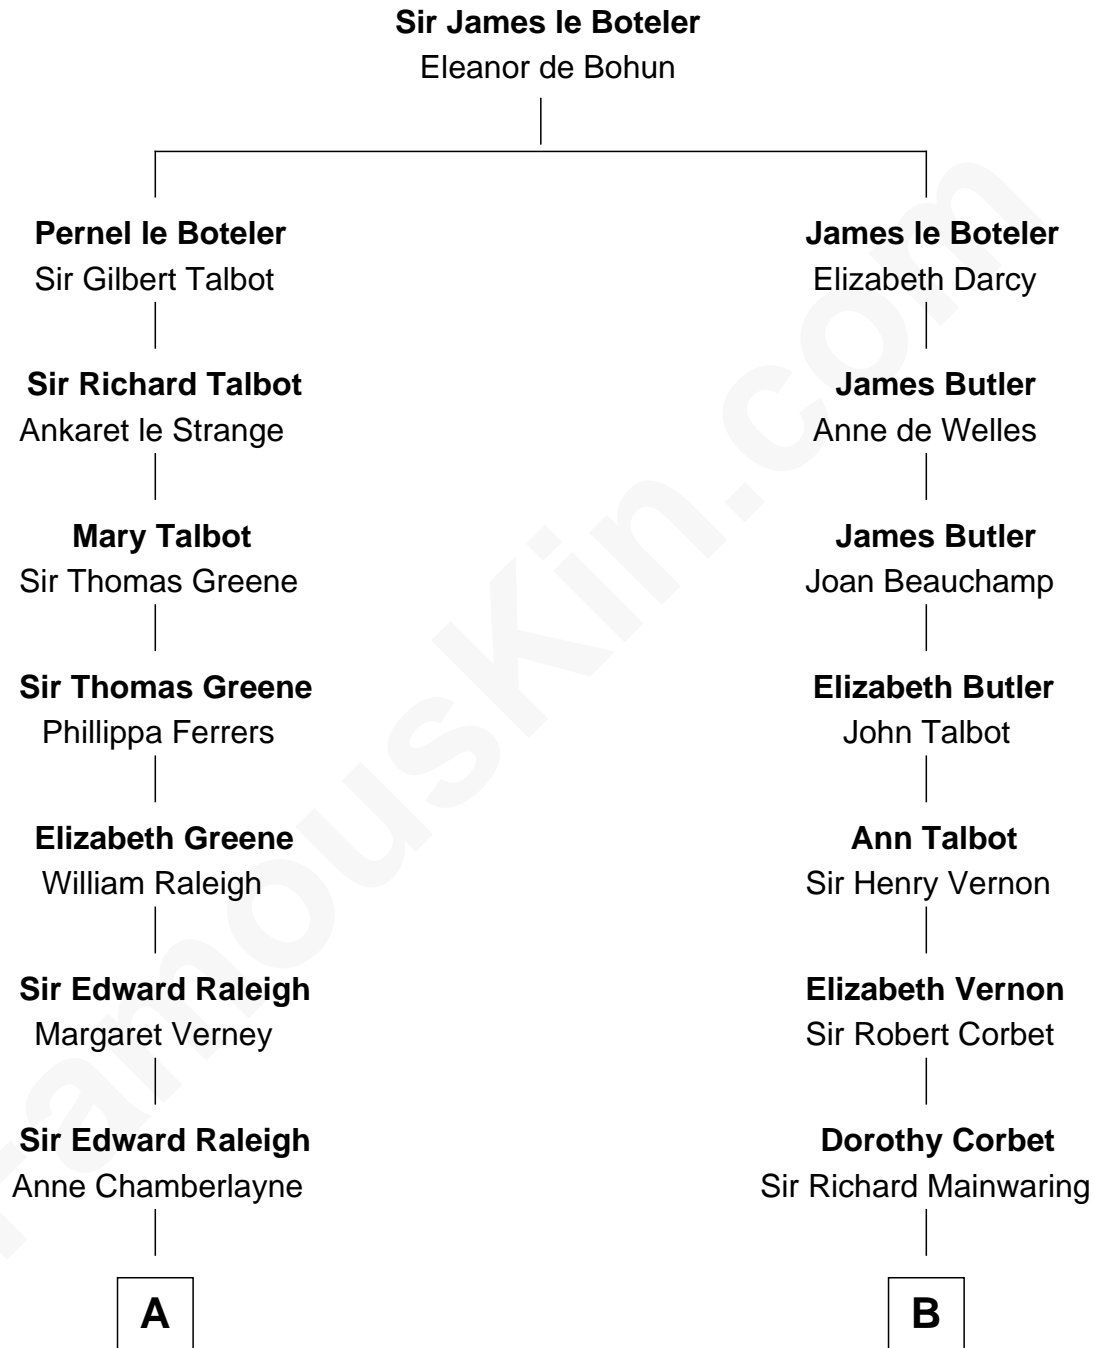 Sir James le Boteler
Eleanor de Bohun
Pernel le Boteler
Sir Gilbert Talbot
Sir Richard Talbot
Ankaret le Strange
Mary Talbot
Sir Thomas Greene
Sir Thomas Greene
Phillippa Ferrers
Elizabeth Greene
William Raleigh
Sir Edward Raleigh
Margaret Verney
Sir Edward Raleigh
Anne Chamberlayne
A
James le Boteler
Elizabeth Darcy
James Butler
Anne de Welles
James Butler
Joan Beauchamp
Elizabeth Butler
John Talbot
Ann Talbot
Sir Henry Vernon
Elizabeth Vernon
Sir Robert Corbet
Dorothy Corbet
Sir Richard Mainwaring
B
FamousKin.com